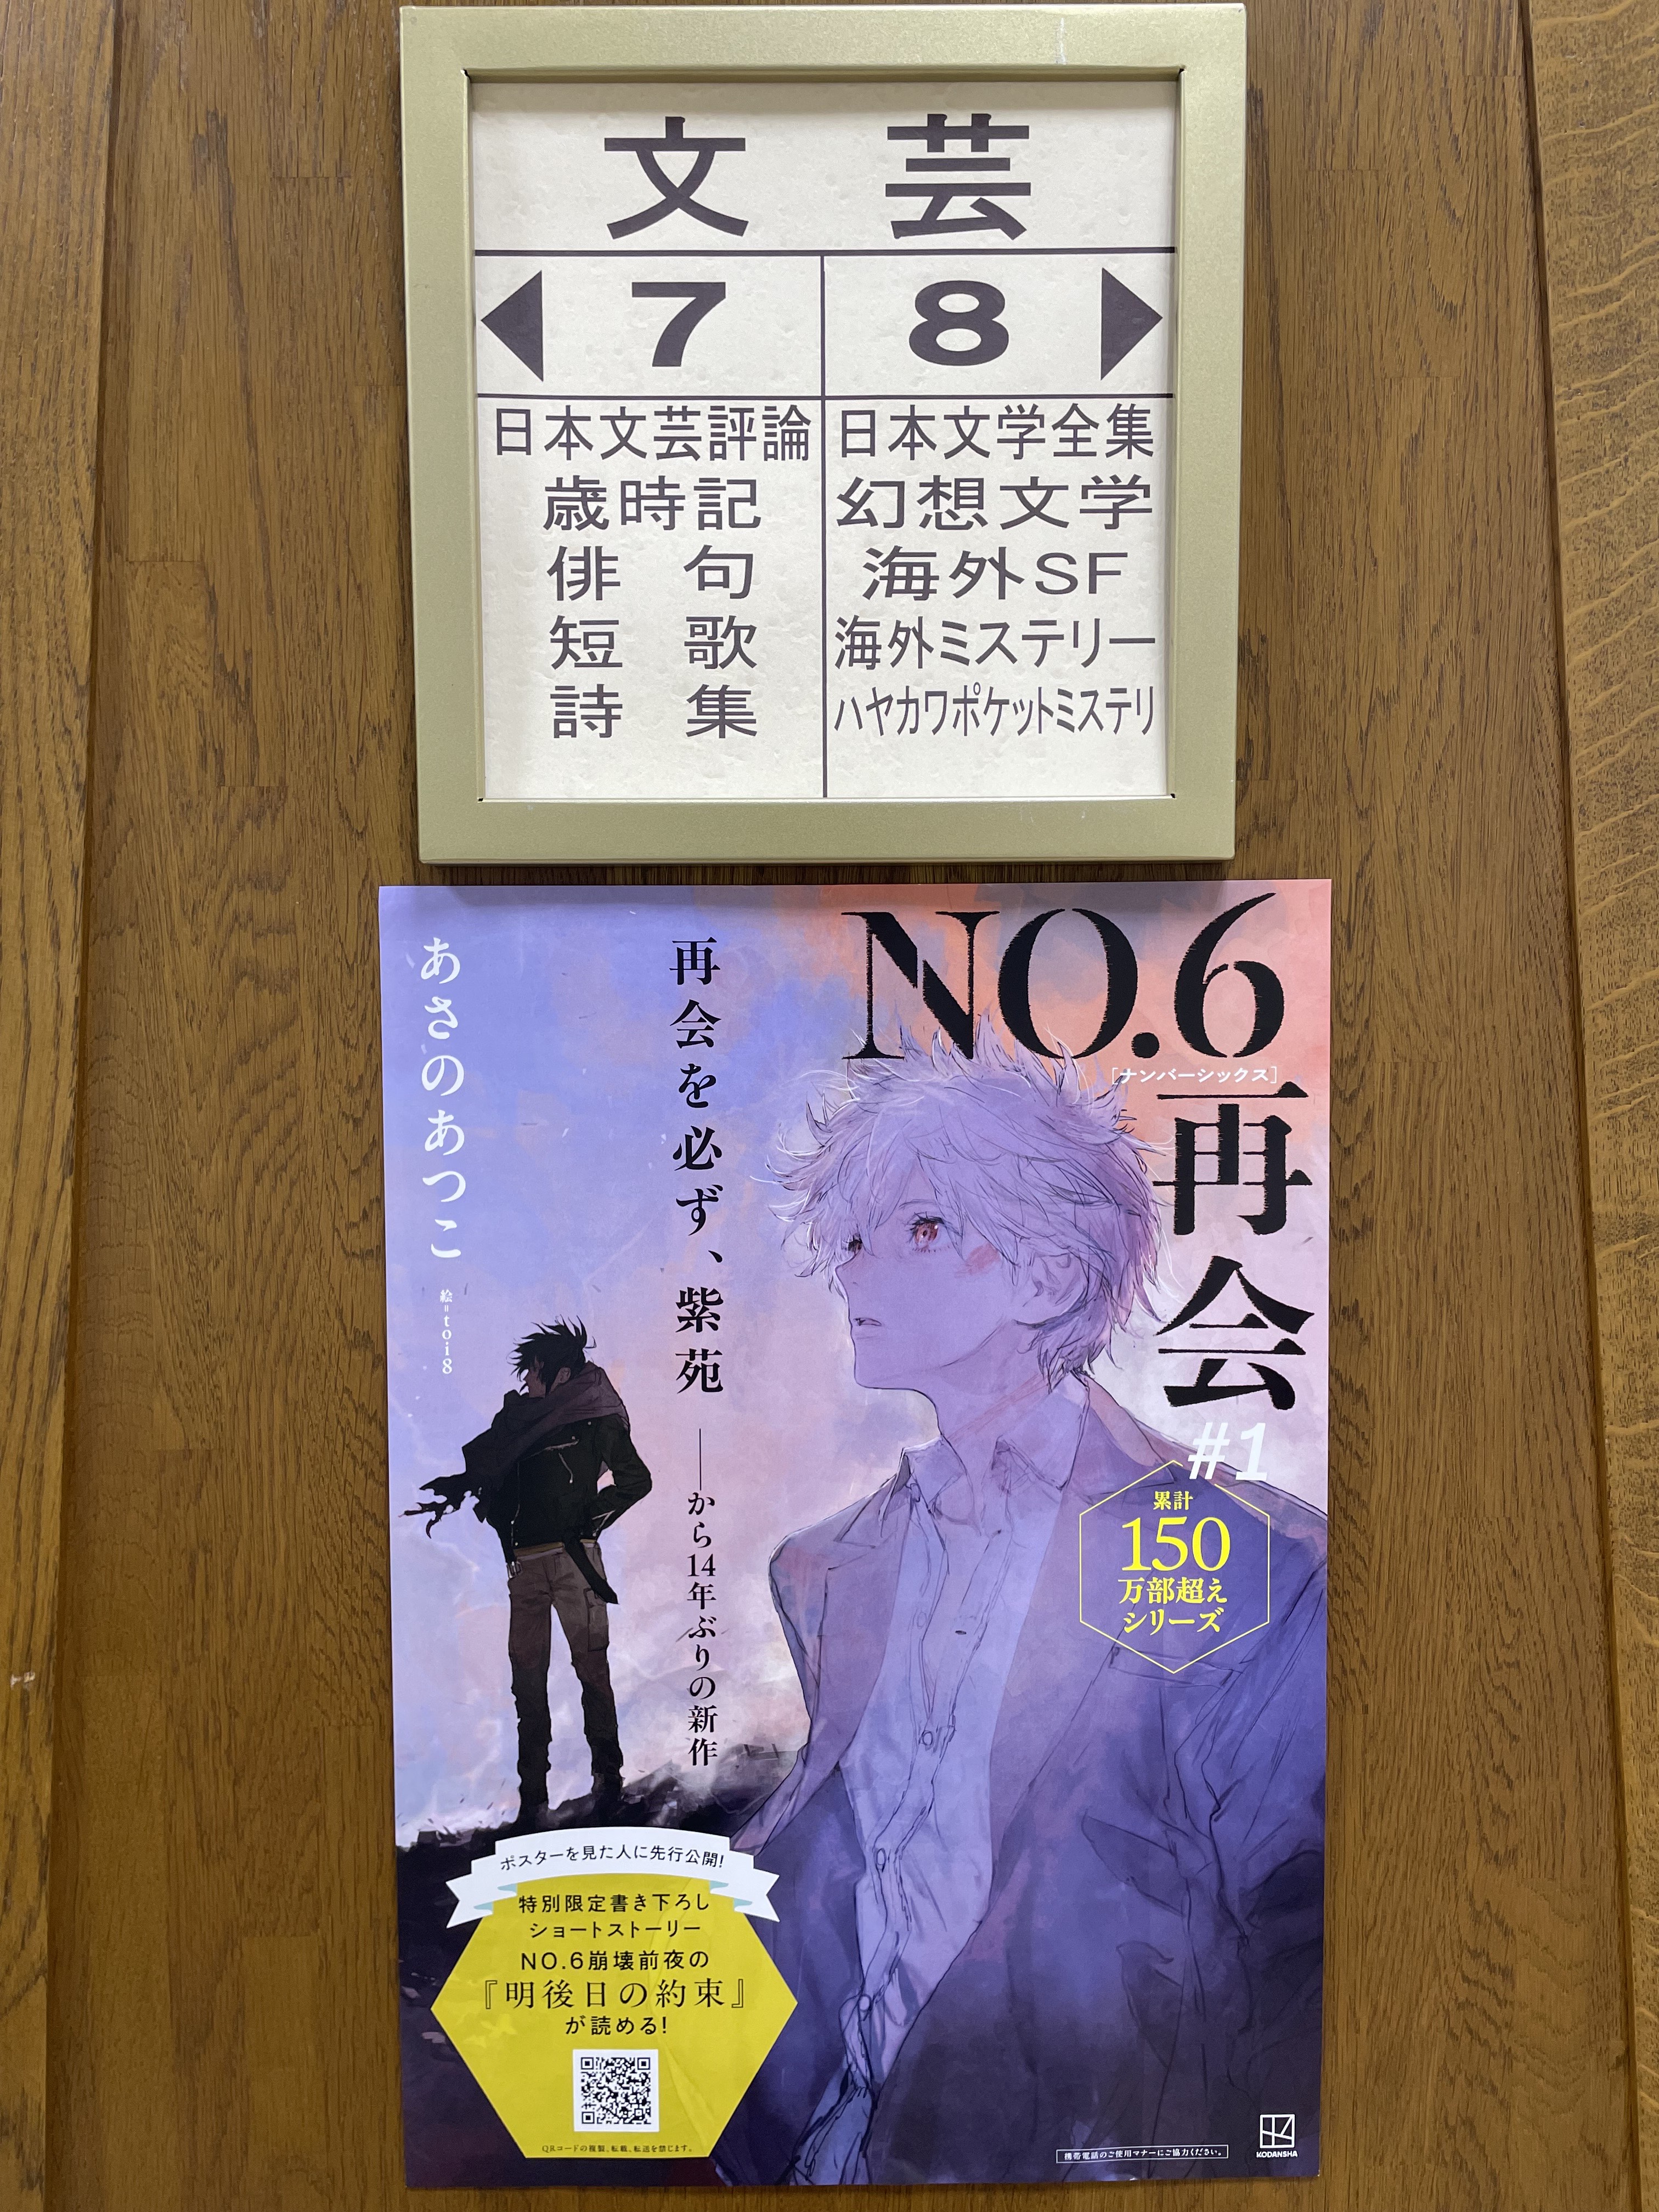 文芸
◀ 7
日本文芸評論
歳時記
俳句
短歌
詩集
8 ▶
日本文学全集
幻想文学
海外SF
海外ミステリー
ハヤカワポケットミステリ
NO.6
[ナンバーシックス]
再会
#1
累計
150
万部超え
シリーズ
再会を必ず、紫苑
──から14年ぶりの新作
あさのあつこ
絵=toi8
ポスターを見た人に先行公開!
特別限定書き下ろし
ショートストーリー
NO.6崩壊前夜の
『明後日の約束』
が読める!
QRコードの複製、転載、転送を禁じます。
携帯電話のご使用マナーにご協力ください。
KODANSHA